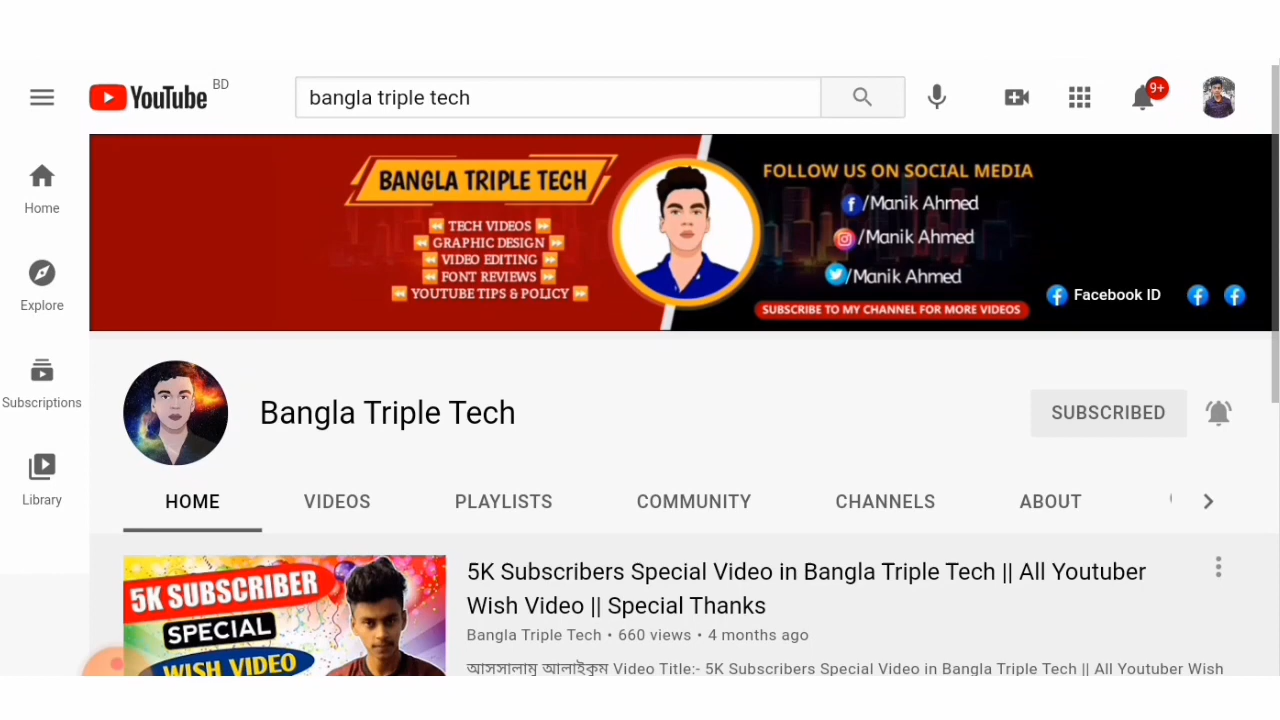 YouTube BD
bangla triple tech
9+
Home
Explore
Subscriptions
Library
BANGLA TRIPLE TECH
TECH VIDEOS
GRAPHIC DESIGN
VIDEO EDITING
FONT REVIEWS
YOUTUBE TIPS & POLICY
FOLLOW US ON SOCIAL MEDIA
/Manik Ahmed
/Manik Ahmed
/Manik Ahmed
SUBSCRIBE TO MY CHANNEL FOR MORE VIDEOS
Facebook ID
Bangla Triple Tech
SUBSCRIBED
HOME VIDEOS PLAYLISTS COMMUNITY CHANNELS ABOUT
5K SUBSCRIBER
SPECIAL
WISH VIDEO
5K Subscribers Special Video in Bangla Triple Tech || All Youtuber
Wish Video || Special Thanks
Bangla Triple Tech • 660 views • 4 months ago
আসসালামু আলাইকুম Video Title:- 5K Subscribers Special Video in Bangla Triple Tech || All Youtuber Wish